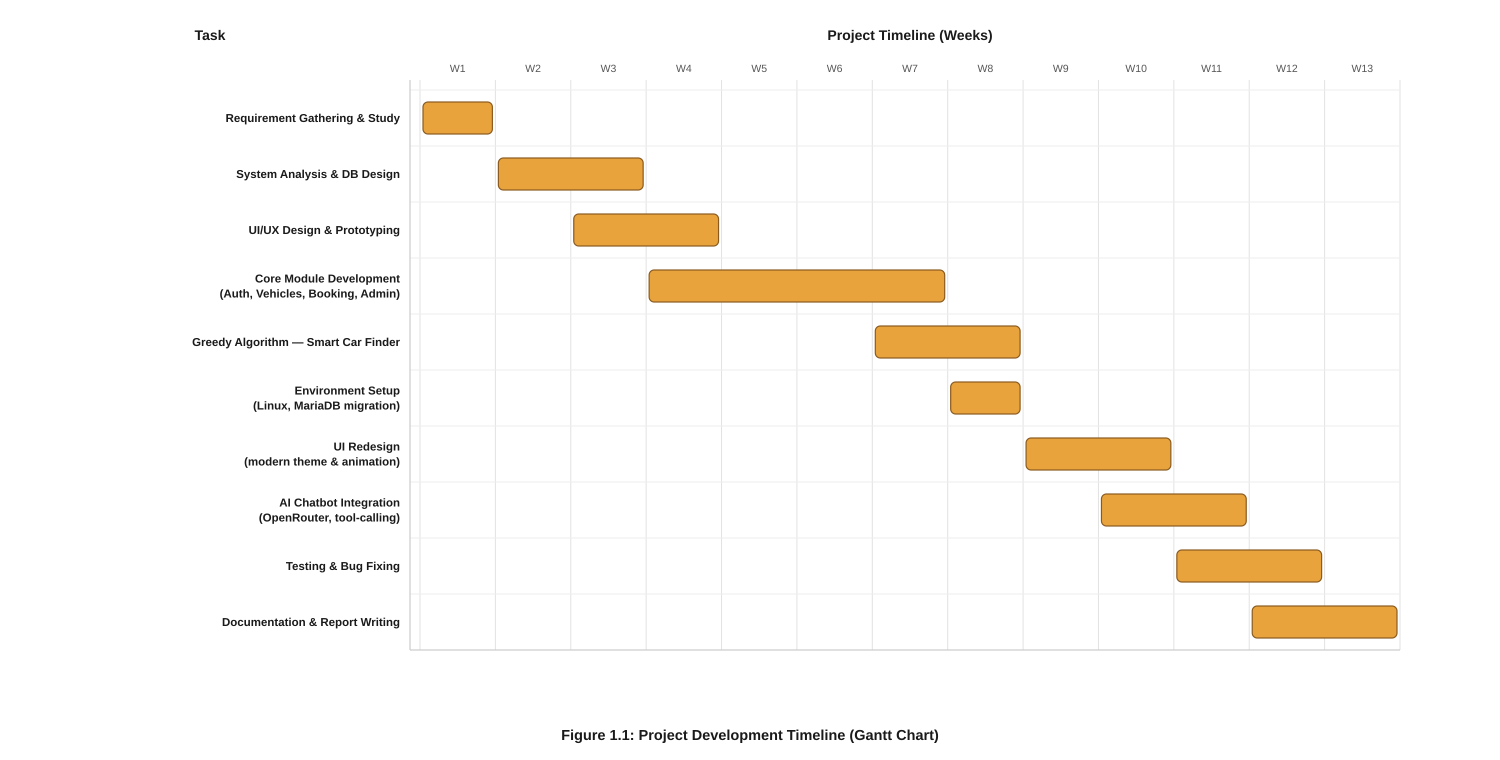 Task
Project Timeline (Weeks)
W1 W2 W3 W4 W5 W6 W7 W8 W9 W10 W11 W12 W13
Requirement Gathering & Study
System Analysis & DB Design
UI/UX Design & Prototyping
Core Module Development
(Auth, Vehicles, Booking, Admin)
Greedy Algorithm — Smart Car Finder
Environment Setup
(Linux, MariaDB migration)
UI Redesign
(modern theme & animation)
AI Chatbot Integration
(OpenRouter, tool-calling)
Testing & Bug Fixing
Documentation & Report Writing
Figure 1.1: Project Development Timeline (Gantt Chart)